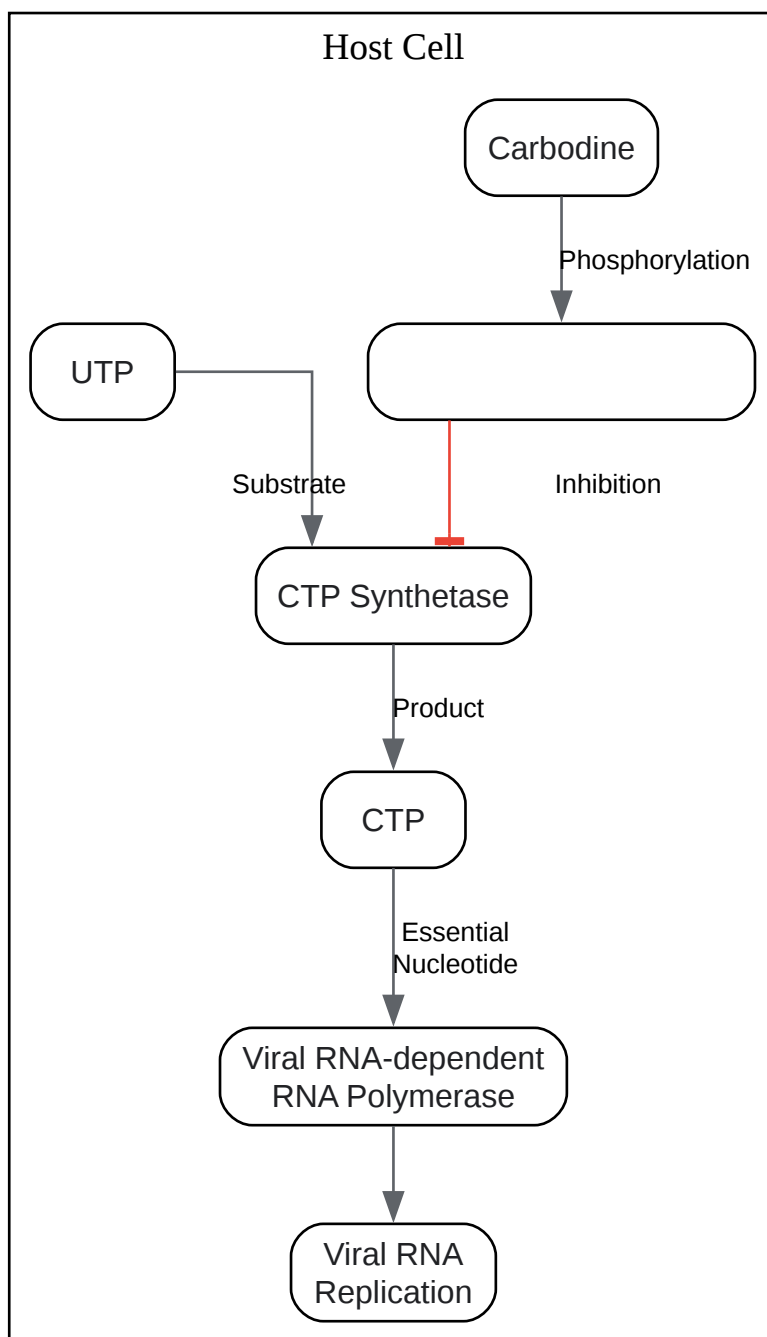 Host Cell
Carbodine
Phosphorylation
UTP
Substrate
Inhibition
CTP Synthetase
Product
CTP
Essential
Nucleotide
Viral RNA-dependent
RNA Polymerase
Viral RNA
Replication